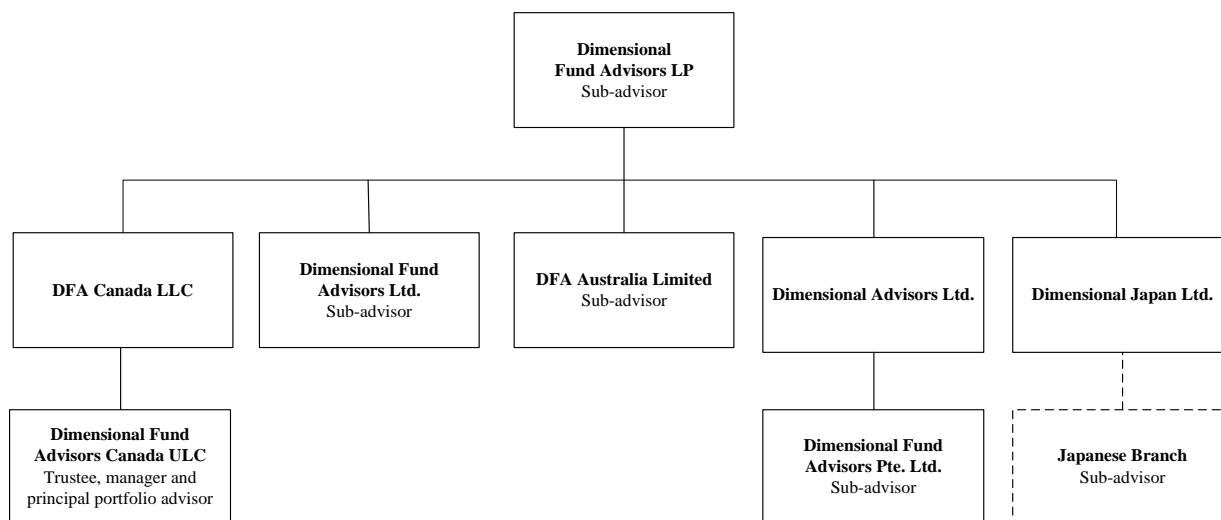 Dimensional
Fund Advisors LP
Sub-advisor
DFA Canada LLC
Dimensional Fund
Advisors Ltd.
Sub-advisor
DFA Australia Limited
Sub-advisor
Dimensional Advisors Ltd.
Dimensional Japan Ltd.
Dimensional Fund
Advisors Canada ULC
Trustee, manager and
principal portfolio advisor
Dimensional Fund
Advisors Pte. Ltd.
Sub-advisor
Japanese Branch
Sub-advisor